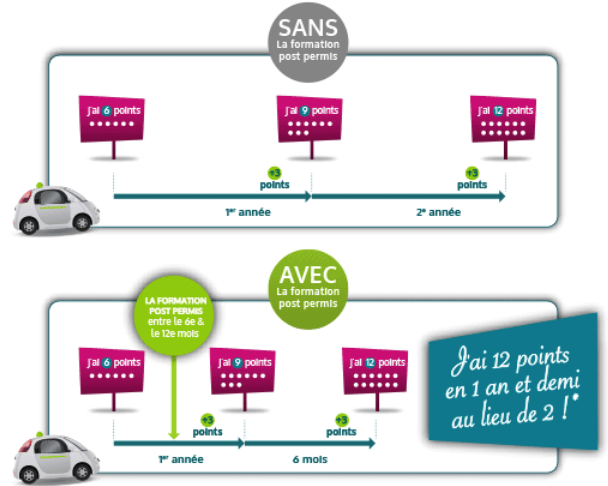 SANS
La formation
post permis
J'ai 6 points
J'ai 9 points
J'ai 12 points
+3
points
+3
points
1er année
2e année
AVEC
La formation
post permis
LA FORMATION
POST PERMIS
entre le 6e &
le 12e mois
J'ai 6 points
J'ai 9 points
J'ai 12 points
J'ai 12 points
en 1 an et demi
au lieu de 2 !*
+3
points
+3
points
1er année
6 mois